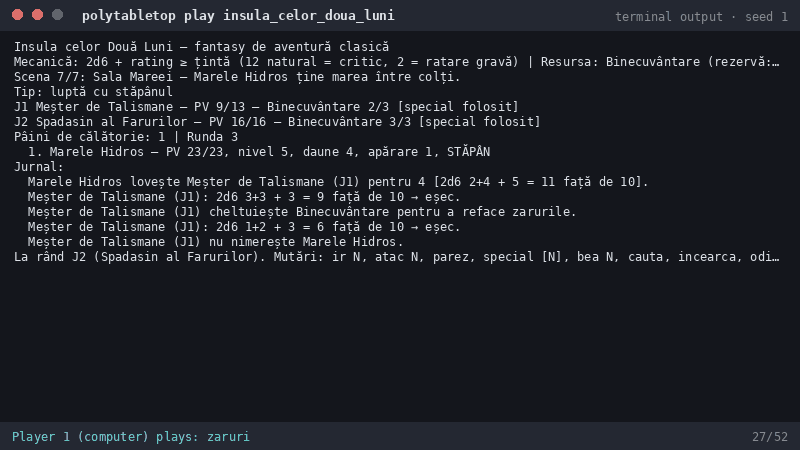 polytabletop play insula_celor_doua_luni
terminal output · seed 1
Insula celor Două Luni — fantasy de aventură clasică
Mecanică: 2d6 + rating ≥ țintă (12 natural = critic, 2 = ratare gravă) | Resursa: Binecuvântare (rezervă:…
Scena 7/7: Sala Mareei — Marele Hidros ține marea între colți.
Tip: luptă cu stăpânul
J1 Meșter de Talismane — PV 9/13 — Binecuvântare 2/3 [special folosit]
J2 Spadasin al Farurilor — PV 16/16 — Binecuvântare 3/3 [special folosit]
Pâini de călătorie: 1 | Runda 3
1. Marele Hidros — PV 23/23, nivel 5, daune 4, apărare 1, STĂPÂN
Jurnal:
Marele Hidros lovește Meșter de Talismane (J1) pentru 4 [2d6 2+4 + 5 = 11 față de 10].
Meșter de Talismane (J1): 2d6 3+3 + 3 = 9 față de 10 → eșec.
Meșter de Talismane (J1) cheltuiește Binecuvântare pentru a reface zarurile.
Meșter de Talismane (J1): 2d6 1+2 + 3 = 6 față de 10 → eșec.
Meșter de Talismane (J1) nu nimerește Marele Hidros.
La rând J2 (Spadasin al Farurilor). Mutări: ir N, atac N, parez, special [N], bea N, cauta, incearca, odi…
Player 1 (computer) plays: zaruri
27/52